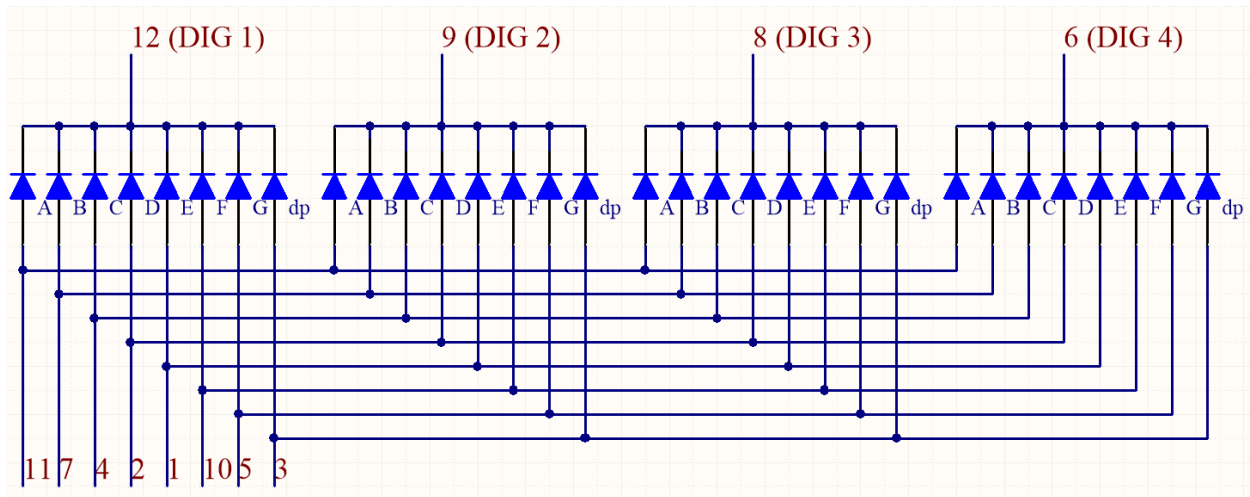 12 (DIG 1) 9 (DIG 2) 8 (DIG 3) 6 (DIG 4)
A B C D E F G dp A B C D E F G dp A B C D E F G dp A B C D E F G dp
11 7 4 2 1 10 5 3